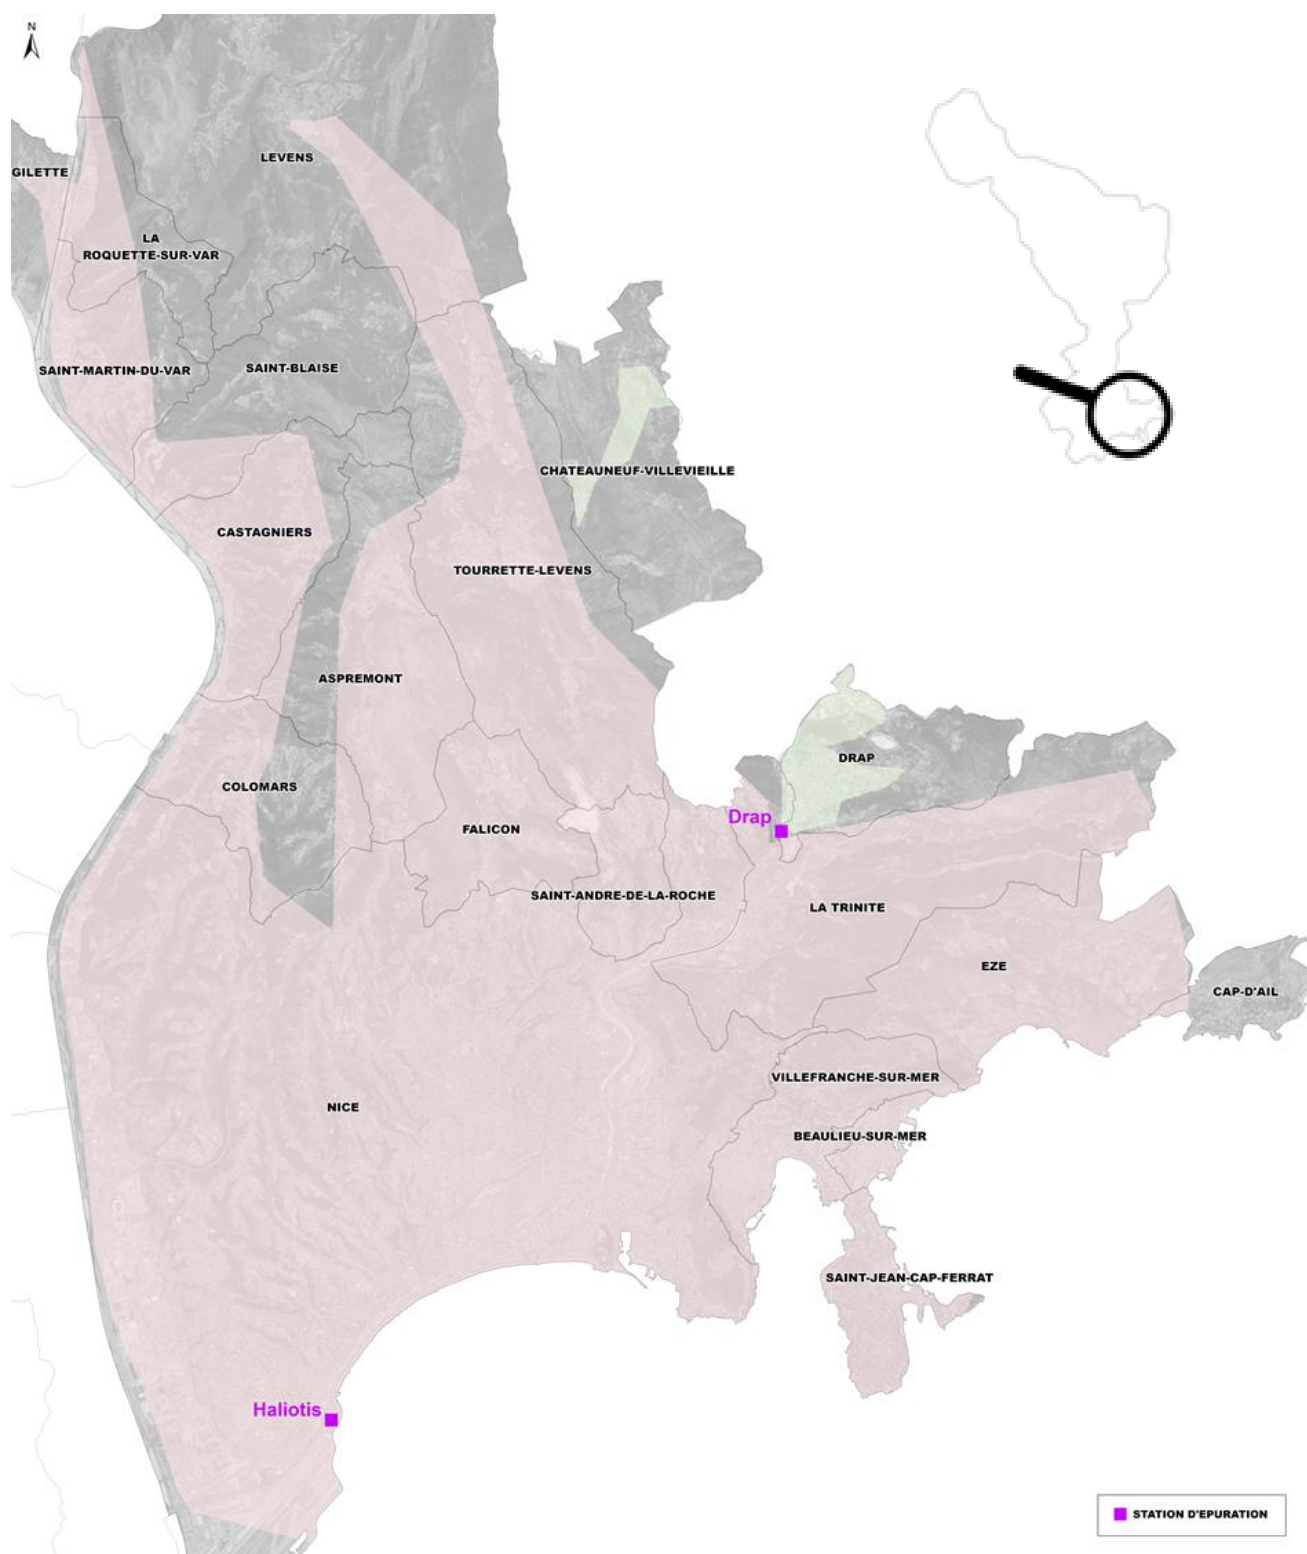 N
LEVENS
GILETTE
LA
ROQUETTE-SUR-VAR
SAINT-MARTIN-DU-VAR
SAINT-BLAISE
CHATEAUNEUF-VILLEVIEILLE
CASTAGNIERS
TOURRETTE-LEVENS
ASPREMONT
DRAP
COLOMARS
Drap
FALICON
SAINT-ANDRE-DE-LA-ROCHE
LA TRINITE
EZE
CAP-D'AIL
VILLEFRANCHE-SUR-MER
NICE
BEAULIEU-SUR-MER
SAINT-JEAN-CAP-FERRAT
Haliotis
STATION D'EPURATION